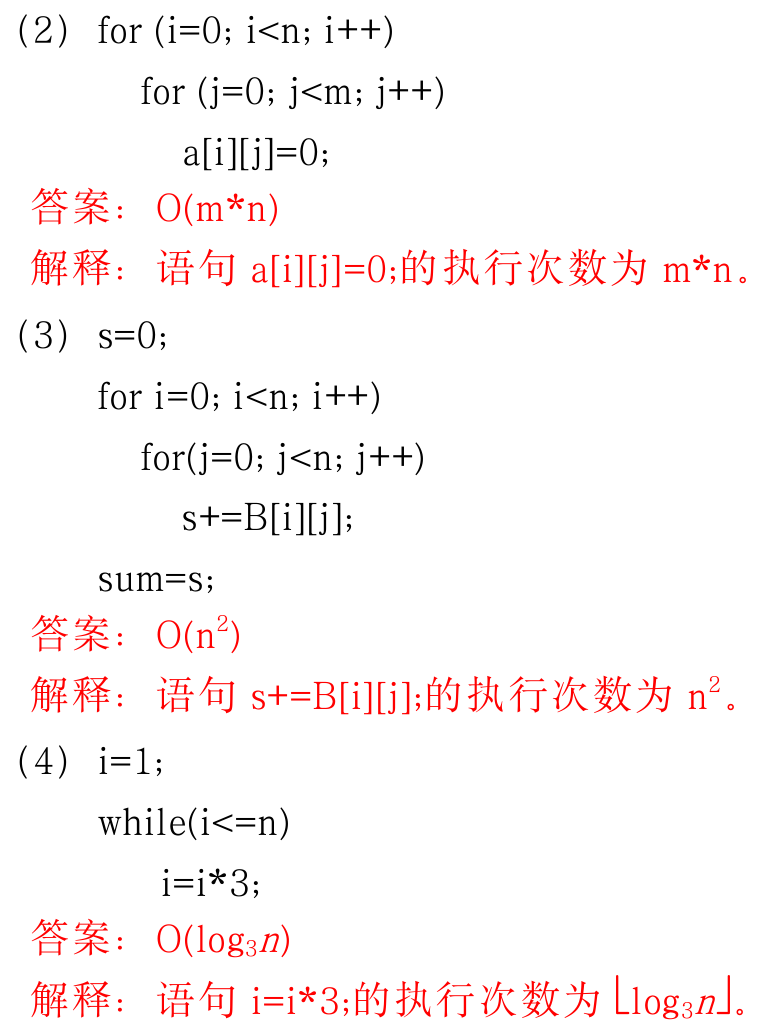 (2) for (i=0; i<n; i++)
for (j=0; j<m; j++)
a[i][j]=0;
答案：O(m*n)
解释：语句 a[i][j]=0;的执行次数为 m*n。
(3) s=0;
for i=0; i<n; i++)
for(j=0; j<n; j++)
s+=B[i][j];
sum=s;
答案：O(n²)
解释：语句 s+=B[i][j];的执行次数为 n²。
(4) i=1;
while(i<=n)
i=i*3;
答案：O(log₃n)
解释：语句 i=i*3;的执行次数为 ⌊log₃n⌋。